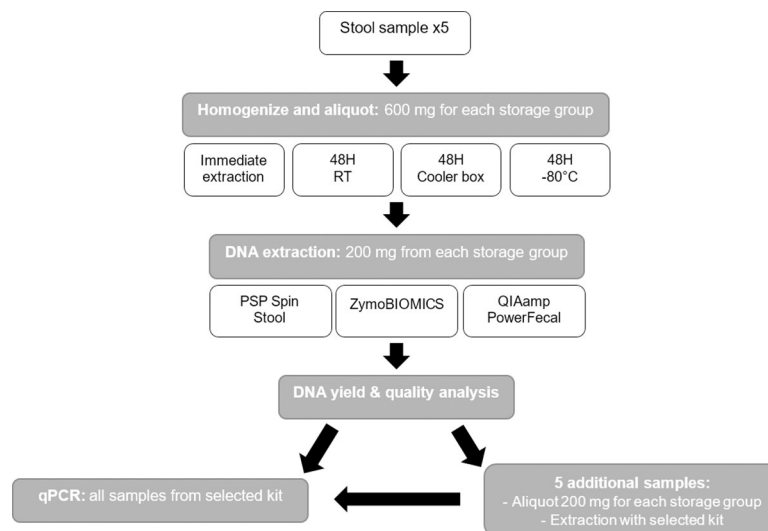 Stool sample x5
Homogenize and aliquot: 600 mg for each storage group
Immediate
extraction
48H
RT
48H
Cooler box
48H
-80°C
DNA extraction: 200 mg from each storage group
PSP Spin
Stool
ZymoBIOMICS
QIAamp
PowerFecal
DNA yield & quality analysis
qPCR: all samples from selected kit
5 additional samples:
- Aliquot 200 mg for each storage group
- Extraction with selected kit